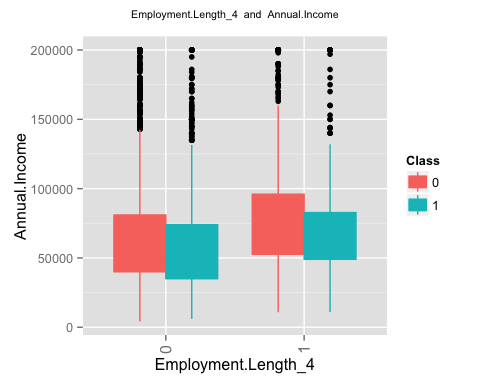 Employment.Length_4 and Annual.Income
200000
150000
100000
50000
0
Annual.Income
0
1
Employment.Length_4
Class
0
1